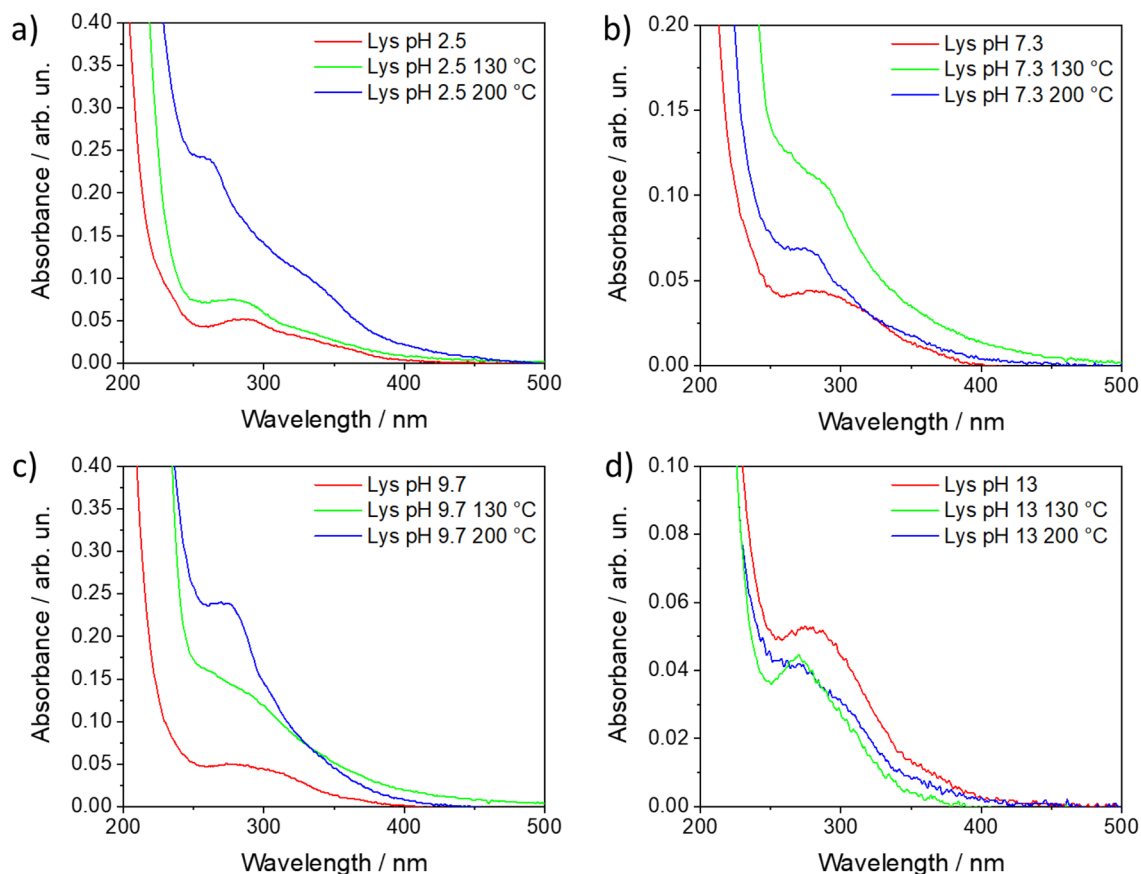 a)
Lys pH 2.5
Lys pH 2.5 130 °C
Lys pH 2.5 200 °C
Absorbance / arb. un.
0.40
0.35
0.30
0.25
0.20
0.15
0.10
0.05
0.00
200 300 400 500
Wavelength / nm
b)
Lys pH 7.3
Lys pH 7.3 130 °C
Lys pH 7.3 200 °C
Absorbance / arb. un.
0.20
0.15
0.10
0.05
0.00
200 300 400 500
Wavelength / nm
c)
Lys pH 9.7
Lys pH 9.7 130 °C
Lys pH 9.7 200 °C
Absorbance / arb. un.
0.40
0.35
0.30
0.25
0.20
0.15
0.10
0.05
0.00
200 300 400 500
Wavelength / nm
d)
Lys pH 13
Lys pH 13 130 °C
Lys pH 13 200 °C
Absorbance / arb. un.
0.10
0.08
0.06
0.04
0.02
0.00
200 300 400 500
Wavelength / nm